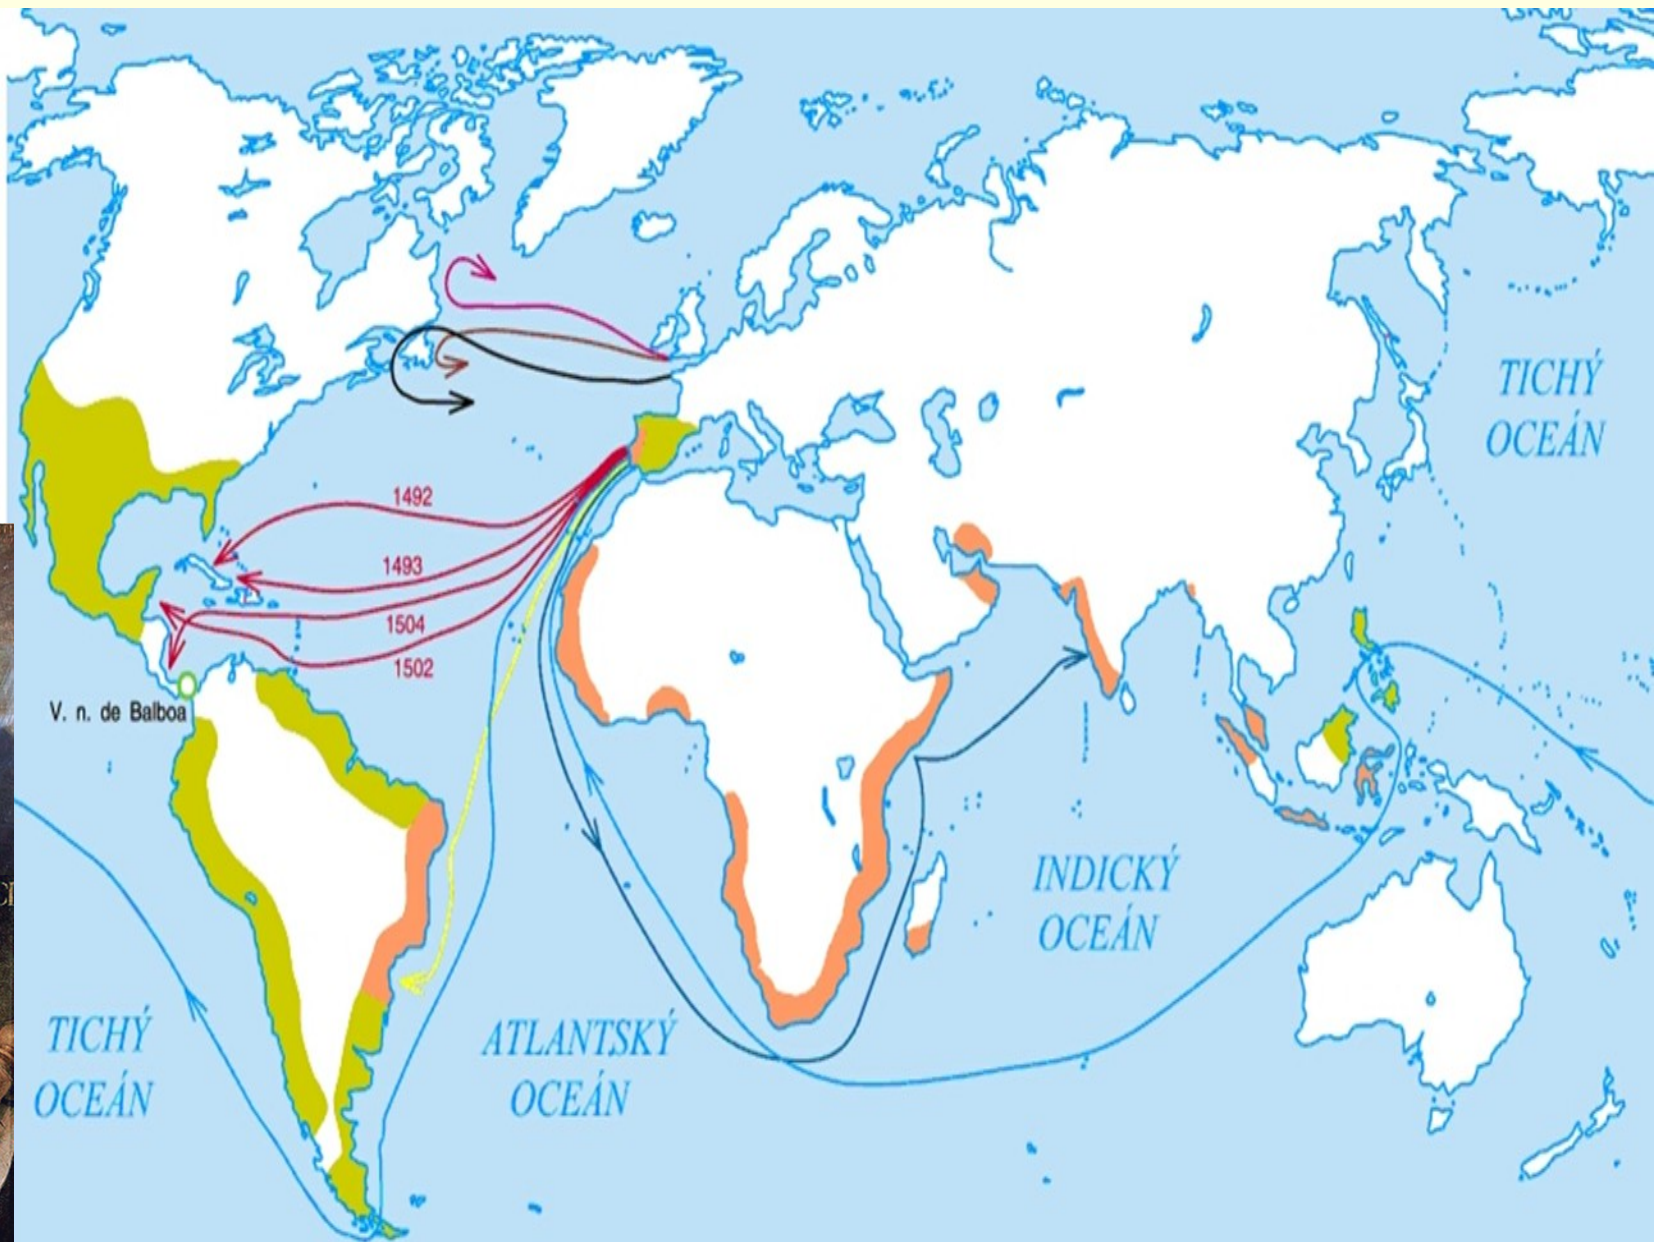 TICHÝ
OCEÁN
1492
1493
1504
1502
V. n. de Balboa
INDICKÝ
OCEÁN
TICHÝ
OCEÁN
ATLANTSKÝ
OCEÁN